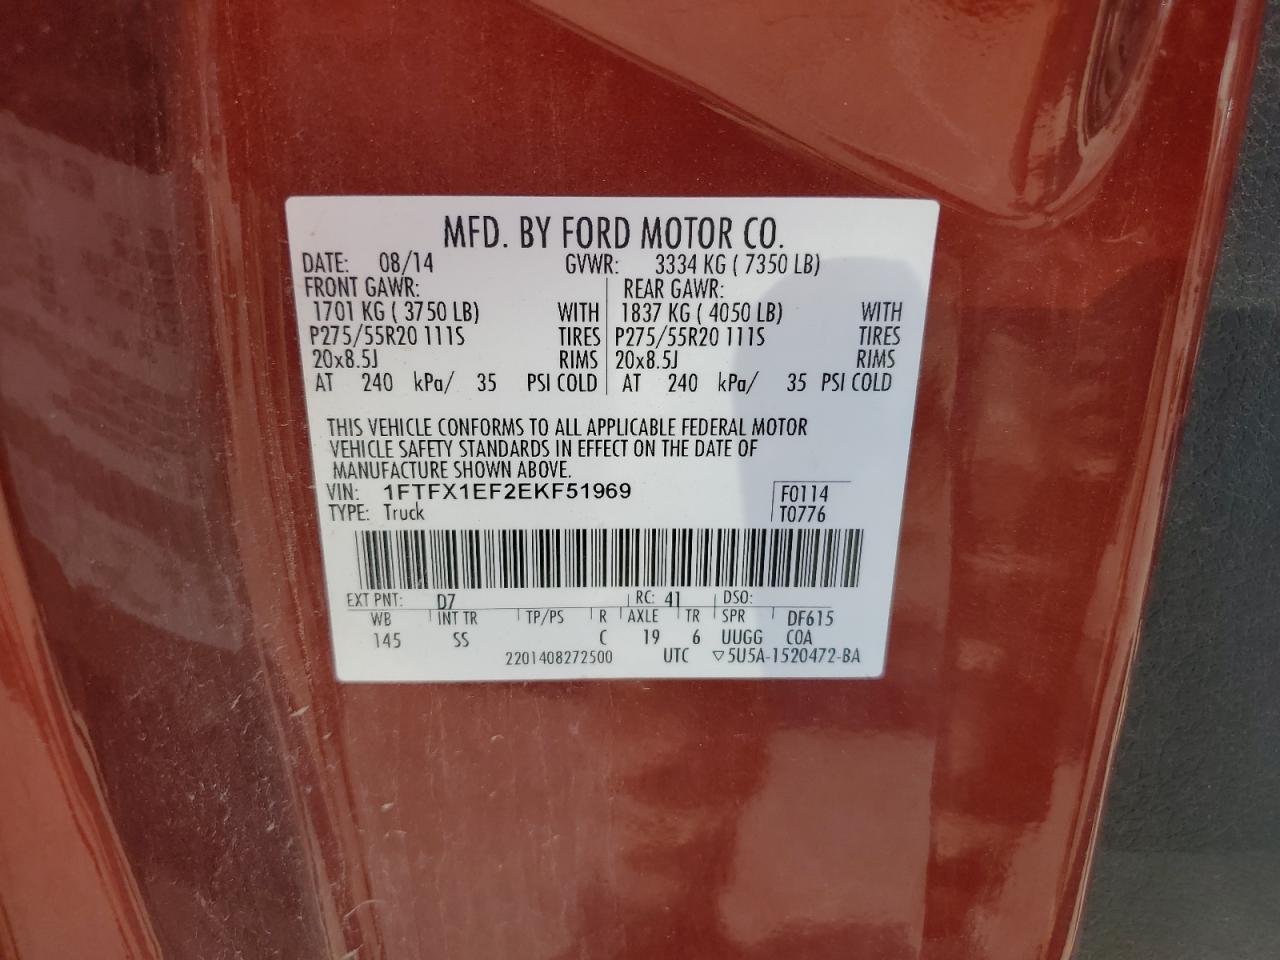 MFD. BY FORD MOTOR CO.
DATE: 08/14 GVWR: 3334 KG ( 7350 LB)
FRONT GAWR: REAR GAWR:
1701 KG ( 3750 LB) WITH 1837 KG ( 4050 LB) WITH
P275/55R20 111S TIRES P275/55R20 111S TIRES
20x8.5J RIMS 20x8.5J RIMS
AT 240 kPa/ 35 PSI COLD AT 240 kPa/ 35 PSI COLD
THIS VEHICLE CONFORMS TO ALL APPLICABLE FEDERAL MOTOR
VEHICLE SAFETY STANDARDS IN EFFECT ON THE DATE OF
MANUFACTURE SHOWN ABOVE.
VIN: 1FTFX1EF2EKF51969 F0114
TYPE: Truck T0776
EXT PNT: D7 RC: 41 DSO:
WB INT TR TP/PS R AXLE TR SPR DF615
145 SS C 19 6 UUGG COA
2201408272500 UTC ▽5U5A-1520472-BA